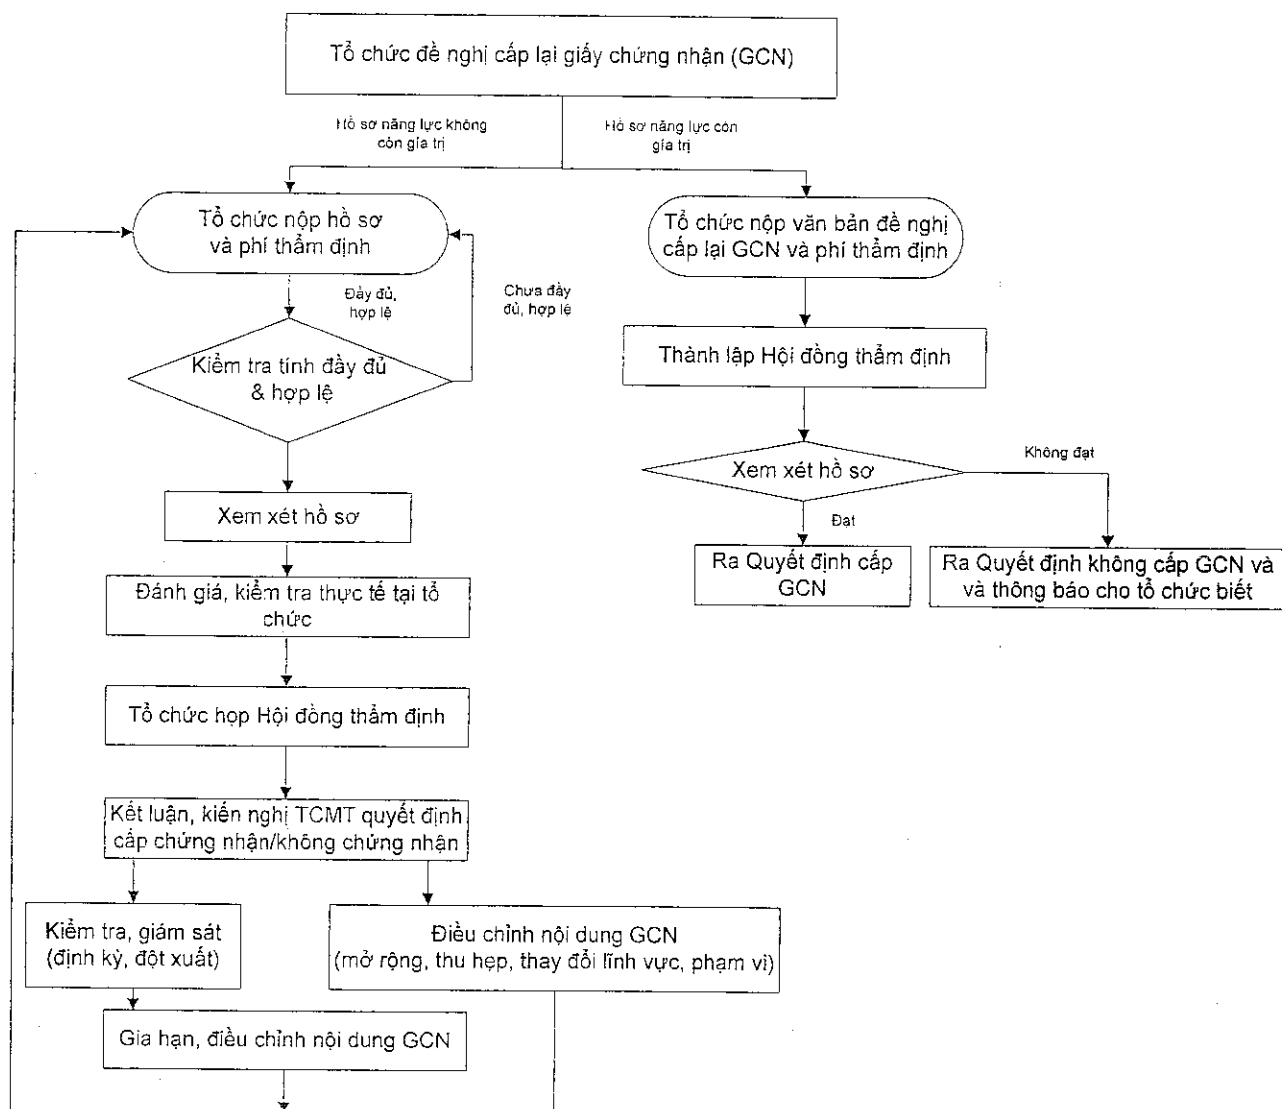 Tổ chức đề nghị cấp lại giấy chứng nhận (GCN)
Hồ sơ năng lực không
còn gía trị
Hồ sơ năng lực còn
gía trị
Tổ chức nộp hồ sơ
và phí thẩm định
Đầy đủ,
hợp lệ
Chưa đầy
đủ, hợp lệ
Kiểm tra tính đầy đủ
& hợp lệ
Xem xét hồ sơ
Đánh giá, kiểm tra thực tế tại tổ
chức
Tổ chức họp Hội đồng thẩm định
Kết luận, kiến nghị TCMT quyết định
cấp chứng nhận/không chứng nhận
Kiểm tra, giám sát
(định kỳ, đột xuất)
Điều chỉnh nội dung GCN
(mở rộng, thu hẹp, thay đổi lĩnh vực, phạm vi)
Gia hạn, điều chỉnh nội dung GCN
Tổ chức nộp văn bản đề nghị
cấp lại GCN và phí thẩm định
Thành lập Hội đồng thẩm định
Xem xét hồ sơ
Không đạt
Đạt
Ra Quyết định cấp
GCN
Ra Quyết định không cấp GCN và
và thông báo cho tổ chức biết